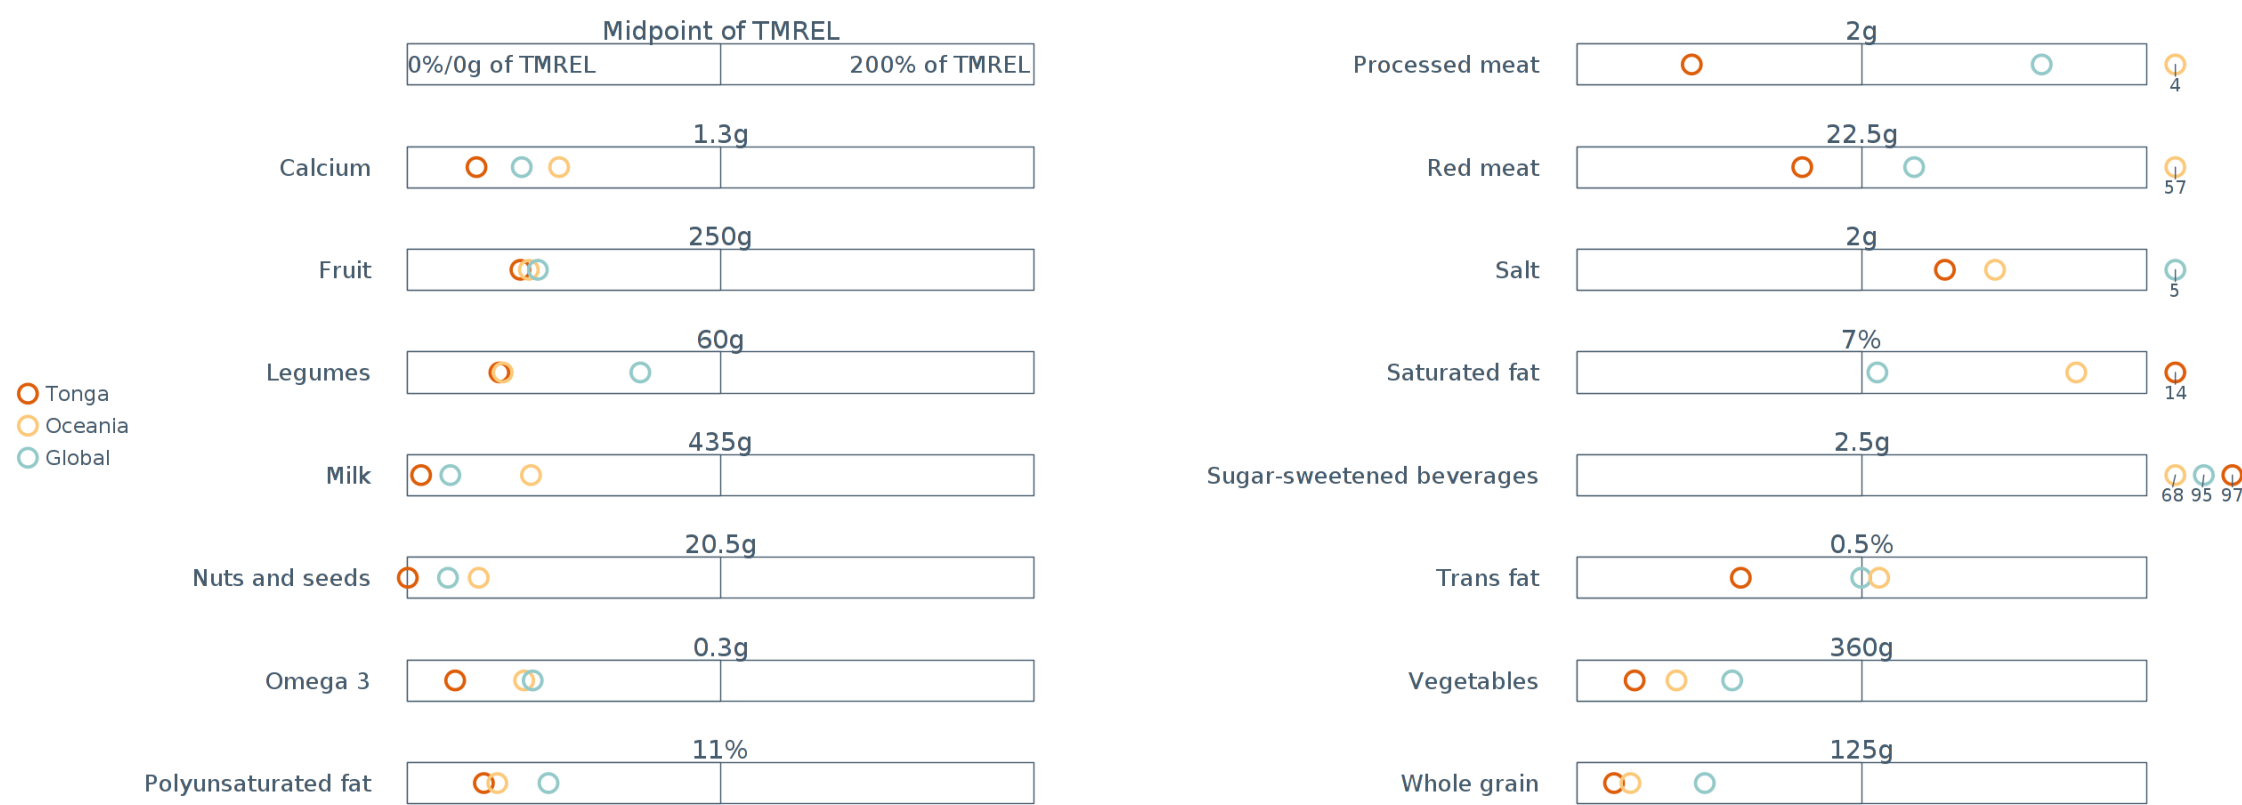 Midpoint of TMREL
0%/0g of TMREL
200% of TMREL
Calcium
1.3g
Fruit
250g
Legumes
60g
Milk
435g
Nuts and seeds
20.5g
Omega 3
0.3g
Polyunsaturated fat
11%
Tonga
Oceania
Global
Processed meat
2g
4
Red meat
22.5g
57
Salt
2g
5
Saturated fat
7%
14
Sugar-sweetened beverages
2.5g
68 95 97
Trans fat
0.5%
Vegetables
360g
Whole grain
125g